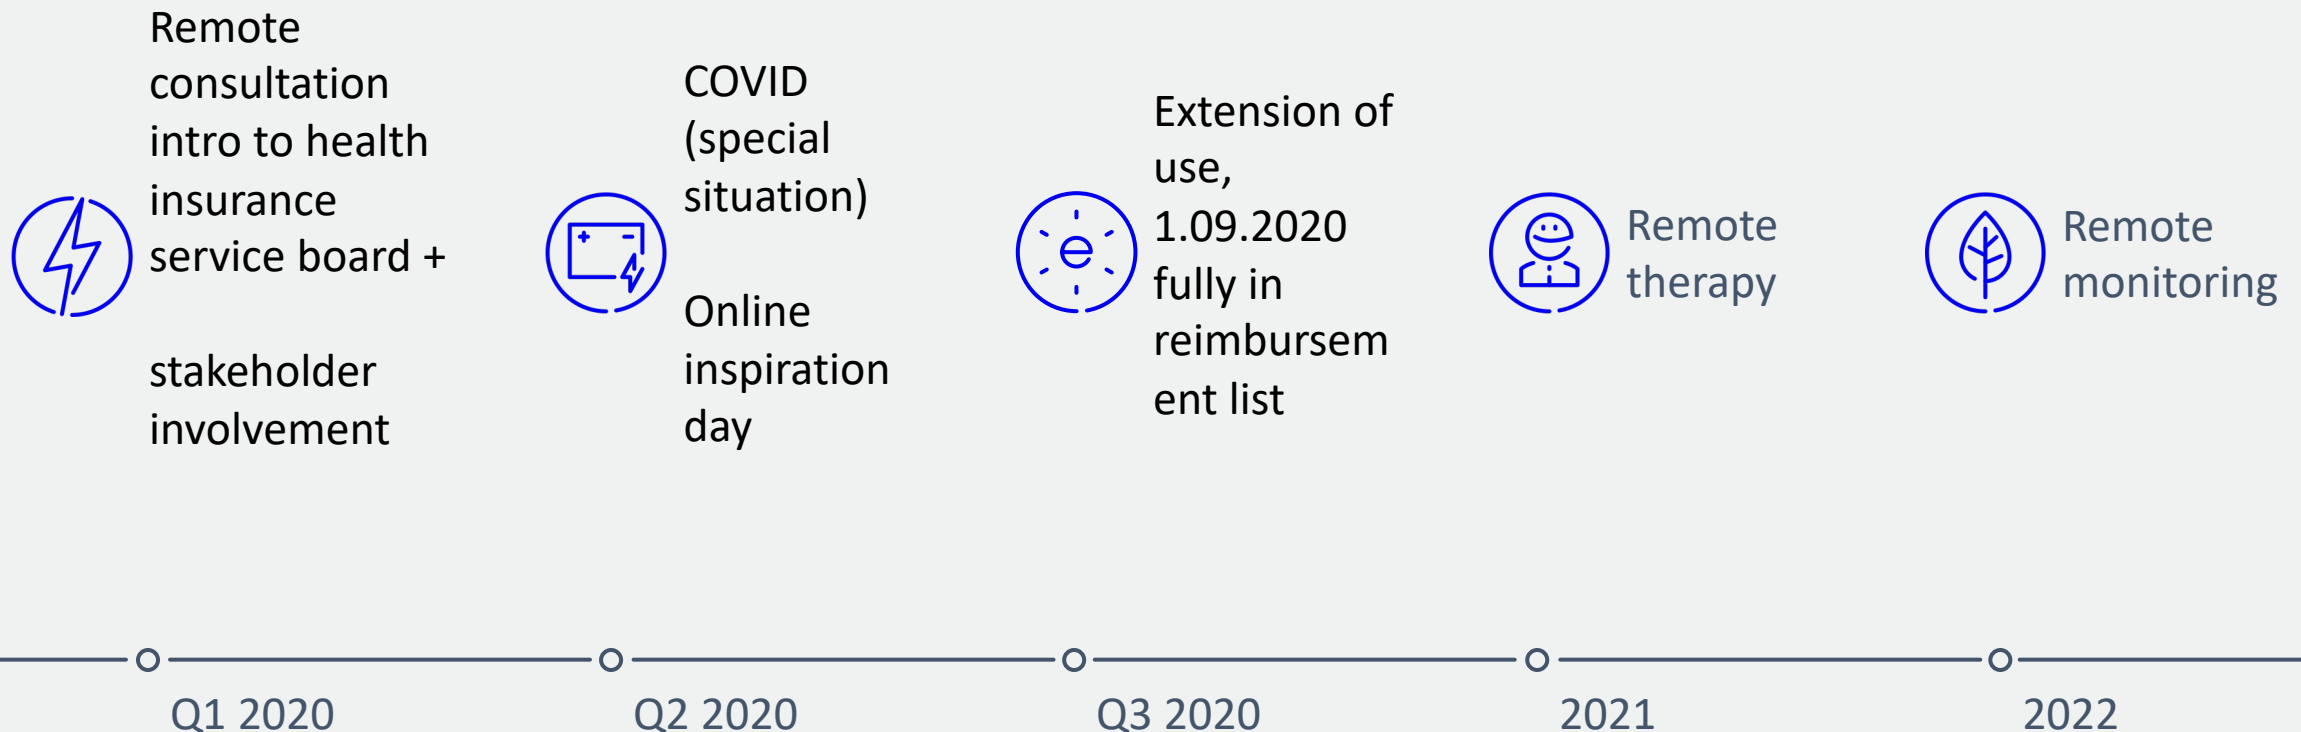 Remote
consultation
intro to health
insurance
service board +
stakeholder
involvement
COVID
(special
situation)
Online
inspiration
day
Extension of
use,
1.09.2020
fully in
reimbursem
ent list
Remote
therapy
Remote
monitoring
Q1 2020
Q2 2020
Q3 2020
2021
2022